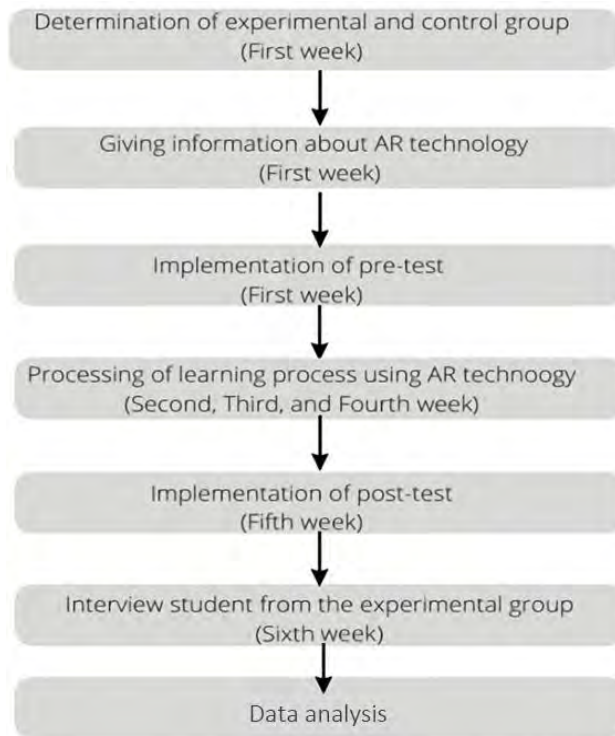 Determination of experimental and control group
(First week)
Giving information about AR technology
(First week)
Implementation of pre-test
(First week)
Processing of learning process using AR technoogy
(Second, Third, and Fourth week)
Implementation of post-test
(Fifth week)
Interview student from the experimental group
(Sixth week)
Data analysis